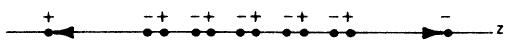 + - + - + - + - + - + -
z